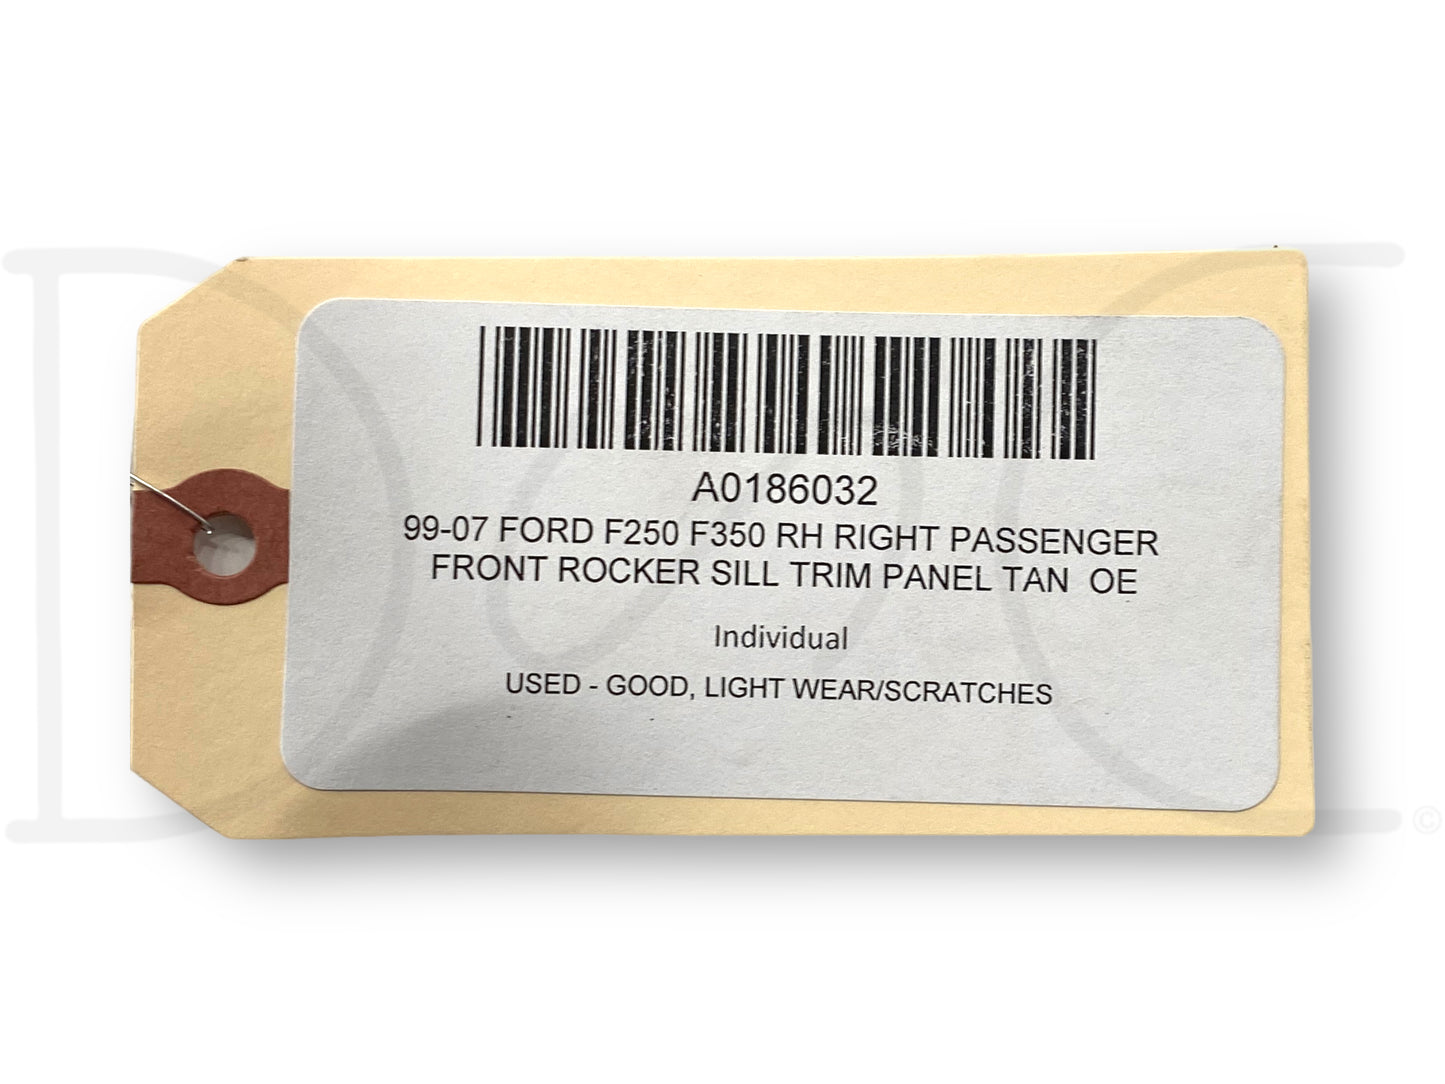 A0186032
99-07 FORD F250 F350 RH RIGHT PASSENGER
FRONT ROCKER SILL TRIM PANEL TAN  OE
Individual
USED - GOOD, LIGHT WEAR/SCRATCHES
©